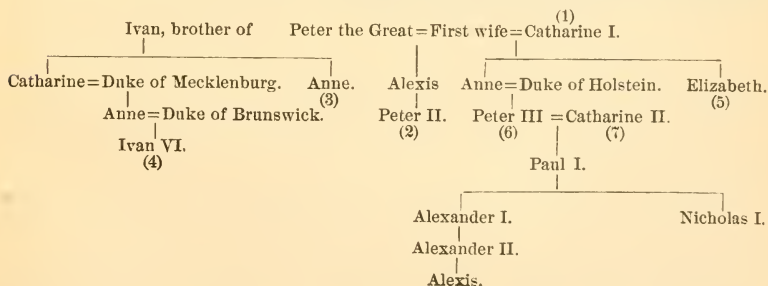 (1)
Ivan, brother of Peter the Great=First wife=Catharine I.
Catharine=Duke of Mecklenburg. Anne. Alexis Anne=Duke of Holstein. Elizabeth.
(3) (5)
Anne=Duke of Brunswick. Peter II. Peter III =Catharine II.
(2) (6) (7)
Ivan VI.
(4)
Paul I.
Alexander I. Nicholas I.
Alexander II.
Alexis.